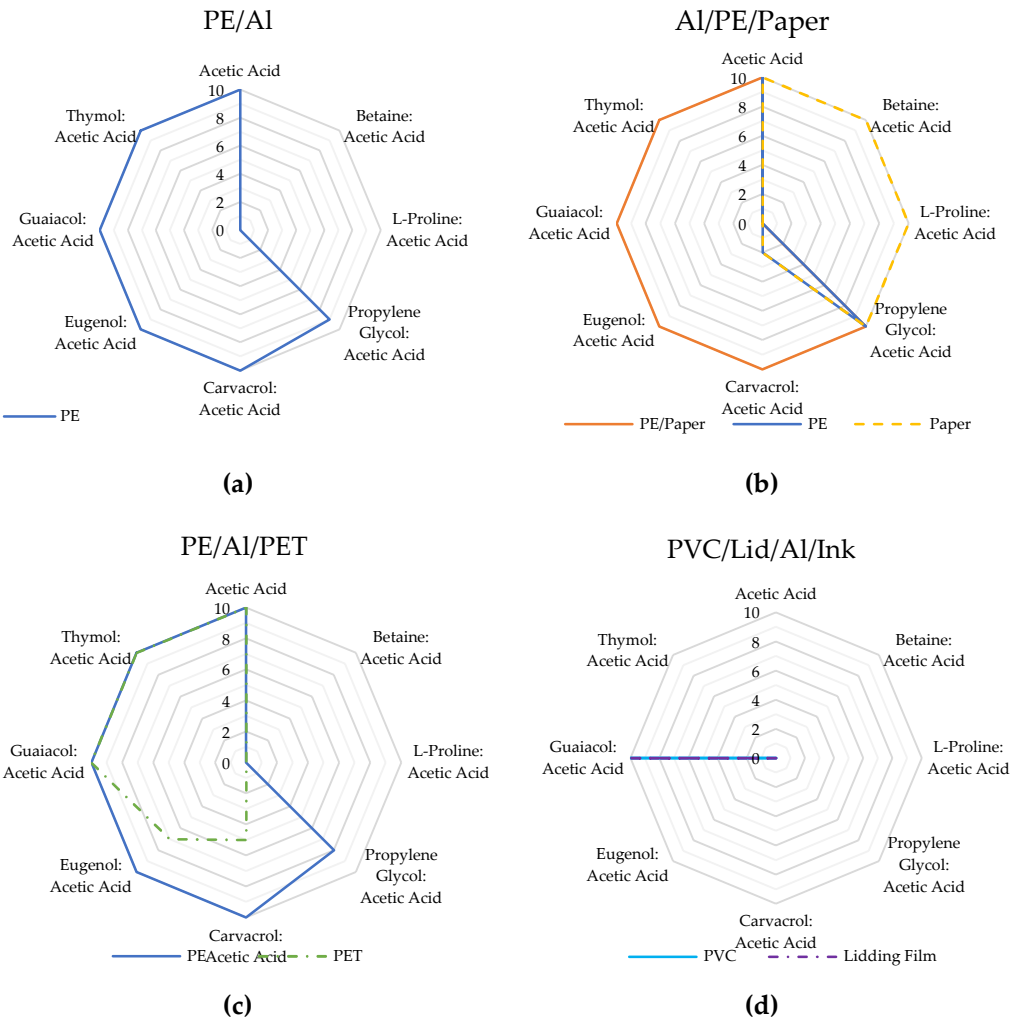 PE/Al
Acetic Acid
Betaine:
Acetic Acid
L-Proline:
Acetic Acid
Propylene
Glycol:
Acetic Acid
Carvacrol:
Acetic Acid
Eugenol:
Acetic Acid
Guaiacol:
Acetic Acid
Thymol:
Acetic Acid
10
8
6
4
2
0
PE
(a)
Al/PE/Paper
Acetic Acid
Betaine:
Acetic Acid
L-Proline:
Acetic Acid
Propylene
Glycol:
Acetic Acid
Carvacrol:
Acetic Acid
Eugenol:
Acetic Acid
Guaiacol:
Acetic Acid
Thymol:
Acetic Acid
10
8
6
4
2
0
PE/Paper
PE
Paper
(b)
PE/Al/PET
Acetic Acid
Betaine:
Acetic Acid
L-Proline:
Acetic Acid
Propylene
Glycol:
Acetic Acid
Carvacrol:
Acetic Acid
Eugenol:
Acetic Acid
Guaiacol:
Acetic Acid
Thymol:
Acetic Acid
10
8
6
4
2
0
PE
PET
(c)
PVC/Lid/Al/Ink
Acetic Acid
Betaine:
Acetic Acid
L-Proline:
Acetic Acid
Propylene
Glycol:
Acetic Acid
Carvacrol:
Acetic Acid
Eugenol:
Acetic Acid
Guaiacol:
Acetic Acid
Thymol:
Acetic Acid
10
8
6
4
2
0
PVC
Lidding Film
(d)